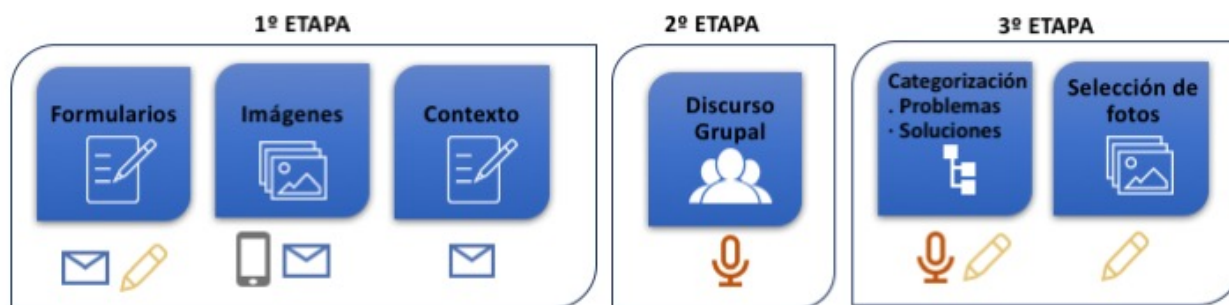 1º ETAPA
Formularios
Imágenes
Contexto
2º ETAPA
Discurso
Grupal
3º ETAPA
Categorización
. Problemas
· Soluciones
Selección de
fotos